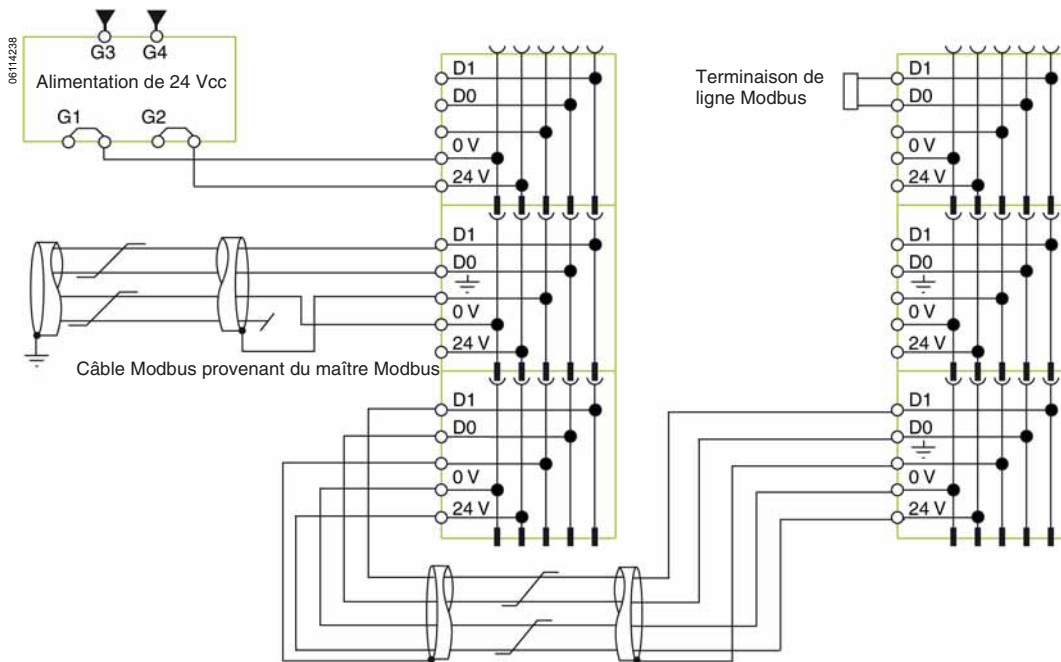 06114238
G3 G4
Alimentation de 24 Vcc
G1 G2
D1
D0
0 V
24 V
D1
D0
0 V
24 V
D1
D0
0 V
24 V
Câble Modbus provenant du maître Modbus
Terminaison de
ligne Modbus
D1
D0
0 V
24 V
D1
D0
0 V
24 V
D1
D0
0 V
24 V